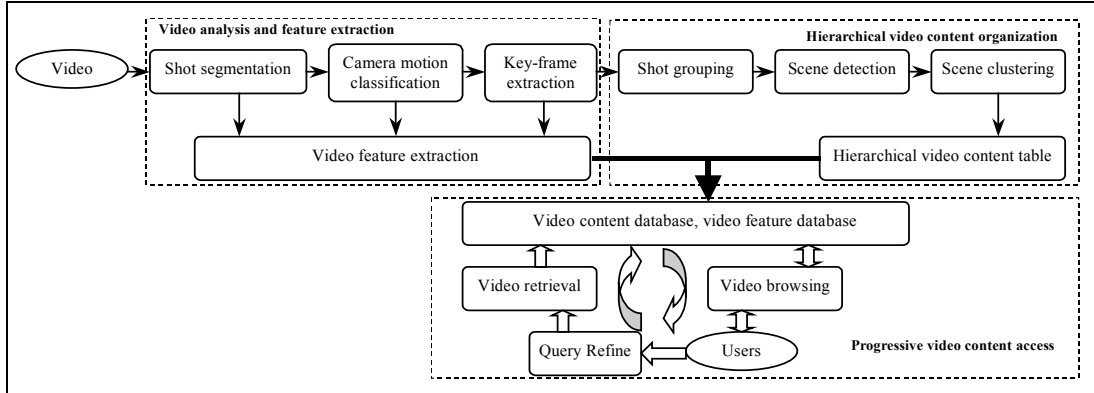 Video analysis and feature extraction
Hierarchical video content organization
Video
Shot segmentation
Camera motion
classification
Key-frame
extraction
Shot grouping
Scene detection
Scene clustering
Video feature extraction
Hierarchical video content table
Video content database, video feature database
Video retrieval
Video browsing
Query Refine
Users
Progressive video content access